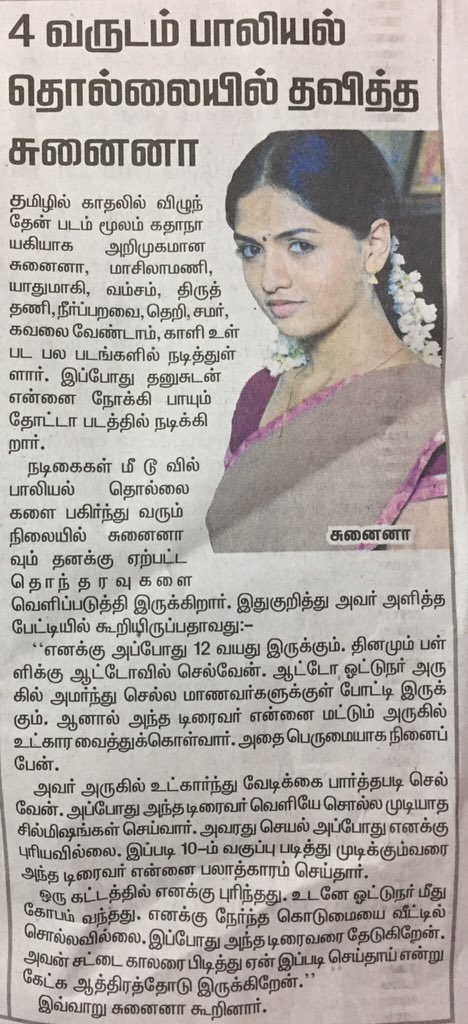 4 வருடம் பாலியல்
தொல்லையில் தவித்த
சுனைனா
தமிழில் காதலில் விழுந்
தேன் படம் மூலம் கதாநா
யகியாக அறிமுகமான
சுனைனா, மாசிலாமணி,
யாதுமாகி, வம்சம், திருத்
தணி, நீர்ப்பறவை, தெறி, சமர்,
கவலை வேண்டாம், காளி உள்
பட பல படங்களில் நடித்துள்
ளார். இப்போது தனுசுடன்
என்னை நோக்கி பாயும்
தோட்டா படத்தில் நடிக்கி
றார்.
நடிகைகள் மீ டூ வில்
பாலியல் தொல்லை
களை பகிர்ந்து வரும்
நிலையில் சுனைனா
வும் தனக்கு ஏற்பட்ட
தொந்தரவுகளை
வெளிப்படுத்தி இருக்கிறார். இதுகுறித்து அவர் அளித்த
பேட்டியில் கூறியிருப்பதாவது:–
‘‘எனக்கு அப்போது 12 வயது இருக்கும். தினமும் பள்
ளிக்கு ஆட்டோவில் செல்வேன். ஆட்டோ ஓட்டுநர் அரு
கில் அமர்ந்து செல்ல மாணவர்களுக்குள் போட்டி இருக்
கும். ஆனால் அந்த டிரைவர் என்னை மட்டும் அருகில்
உட்கார வைத்துக்கொள்வார். அதை பெருமையாக நினைப்
பேன்.
அவர் அருகில் உட்கார்ந்து வேடிக்கை பார்த்தபடி செல்
வேன். அப்போது அந்த டிரைவர் வெளியே சொல்ல முடியாத
சில்மிஷங்கள் செய்வார். அவரது செயல் அப்போது எனக்கு
புரியவில்லை. இப்படி 10–ம் வகுப்பு படித்து முடிக்கும்வரை
அந்த டிரைவர் என்னை பலாத்காரம் செய்தார்.
ஒரு கட்டத்தில் எனக்கு புரிந்தது. உடனே ஓட்டுநர் மீது
கோபம் வந்தது. எனக்கு நேர்ந்த கொடுமையை வீட்டில்
சொல்லவில்லை. இப்போது அந்த டிரைவரை தேடுகிறேன்.
அவன் சட்டை காலரை பிடித்து ஏன் இப்படி செய்தாய் என்று
கேட்க ஆத்திரத்தோடு இருக்கிறேன்.’’
இவ்வாறு சுனைனா கூறினார்.
சுனைனா